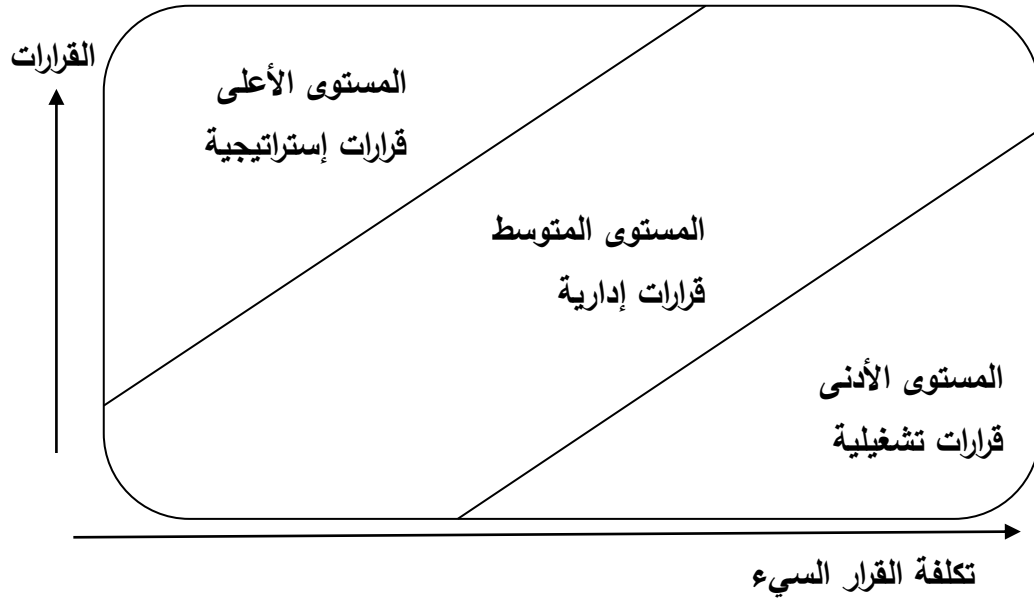 القرارات
المستوى الأعلى
قرارات إستراتيجية
المستوى المتوسط
قرارات إدارية
المستوى الأدنى
قرارات تشغيلية
تكلفة القرار السيء